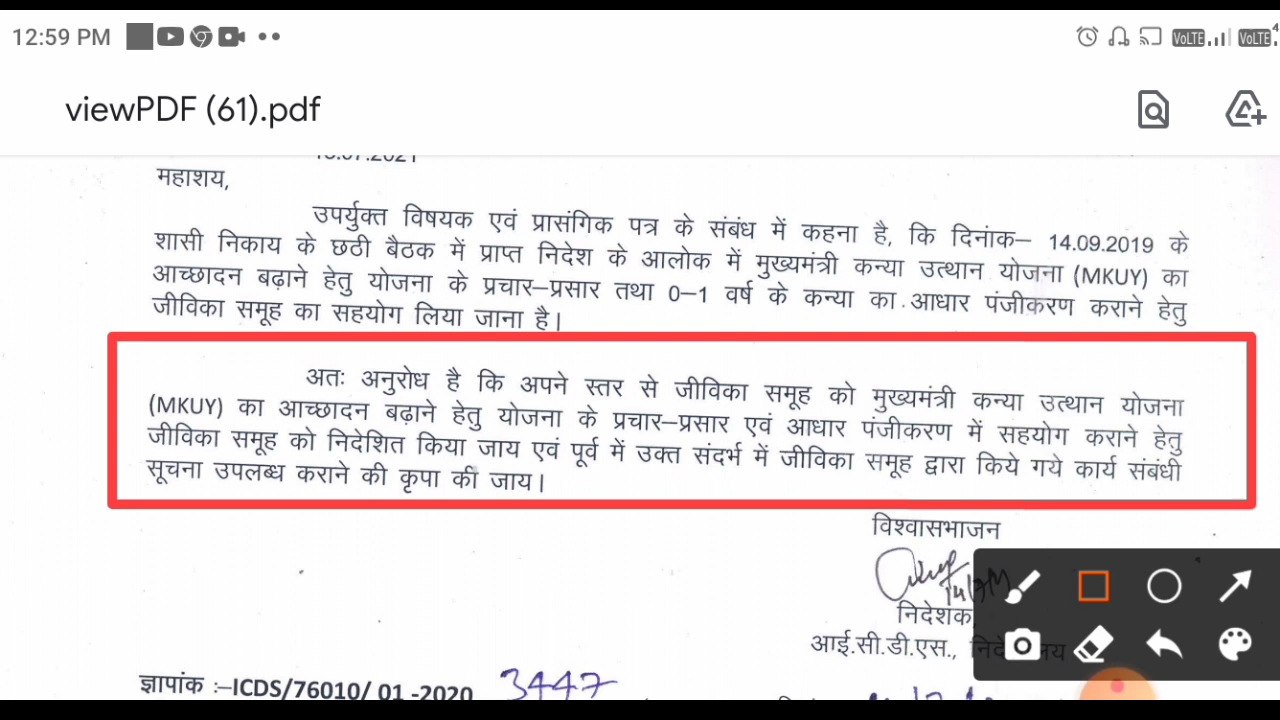 12:59 PM
VoLTE VoLTE 4
viewPDF (61).pdf
महाशय,
उपर्युक्त विषयक एवं प्रासंगिक पत्र के संबंध में कहना है, कि दिनांक– 14.09.2019 के
शासी निकाय के छठी बैठक में प्राप्त निदेश के आलोक में मुख्यमंत्री कन्या उत्थान योजना (MKUY) का
आच्छादन बढ़ाने हेतु योजना के प्रचार–प्रसार तथा 0–1 वर्ष के कन्या का आधार पंजीकरण कराने हेतु
जीविका समूह का सहयोग लिया जाना है।
अतः अनुरोध है कि अपने स्तर से जीविका समूह को मुख्यमंत्री कन्या उत्थान योजना
(MKUY) का आच्छादन बढ़ाने हेतु योजना के प्रचार–प्रसार एवं आधार पंजीकरण में सहयोग कराने हेतु
जीविका समूह को निदेशित किया जाय एवं पूर्व में उक्त संदर्भ में जीविका समूह द्वारा किये गये कार्य संबंधी
सूचना उपलब्ध कराने की कृपा की जाय।
विश्वासभाजन
निदेशक,
आई.सी.डी.एस.,
ज्ञापांक :–ICDS/76010/ 01 -2020 3447